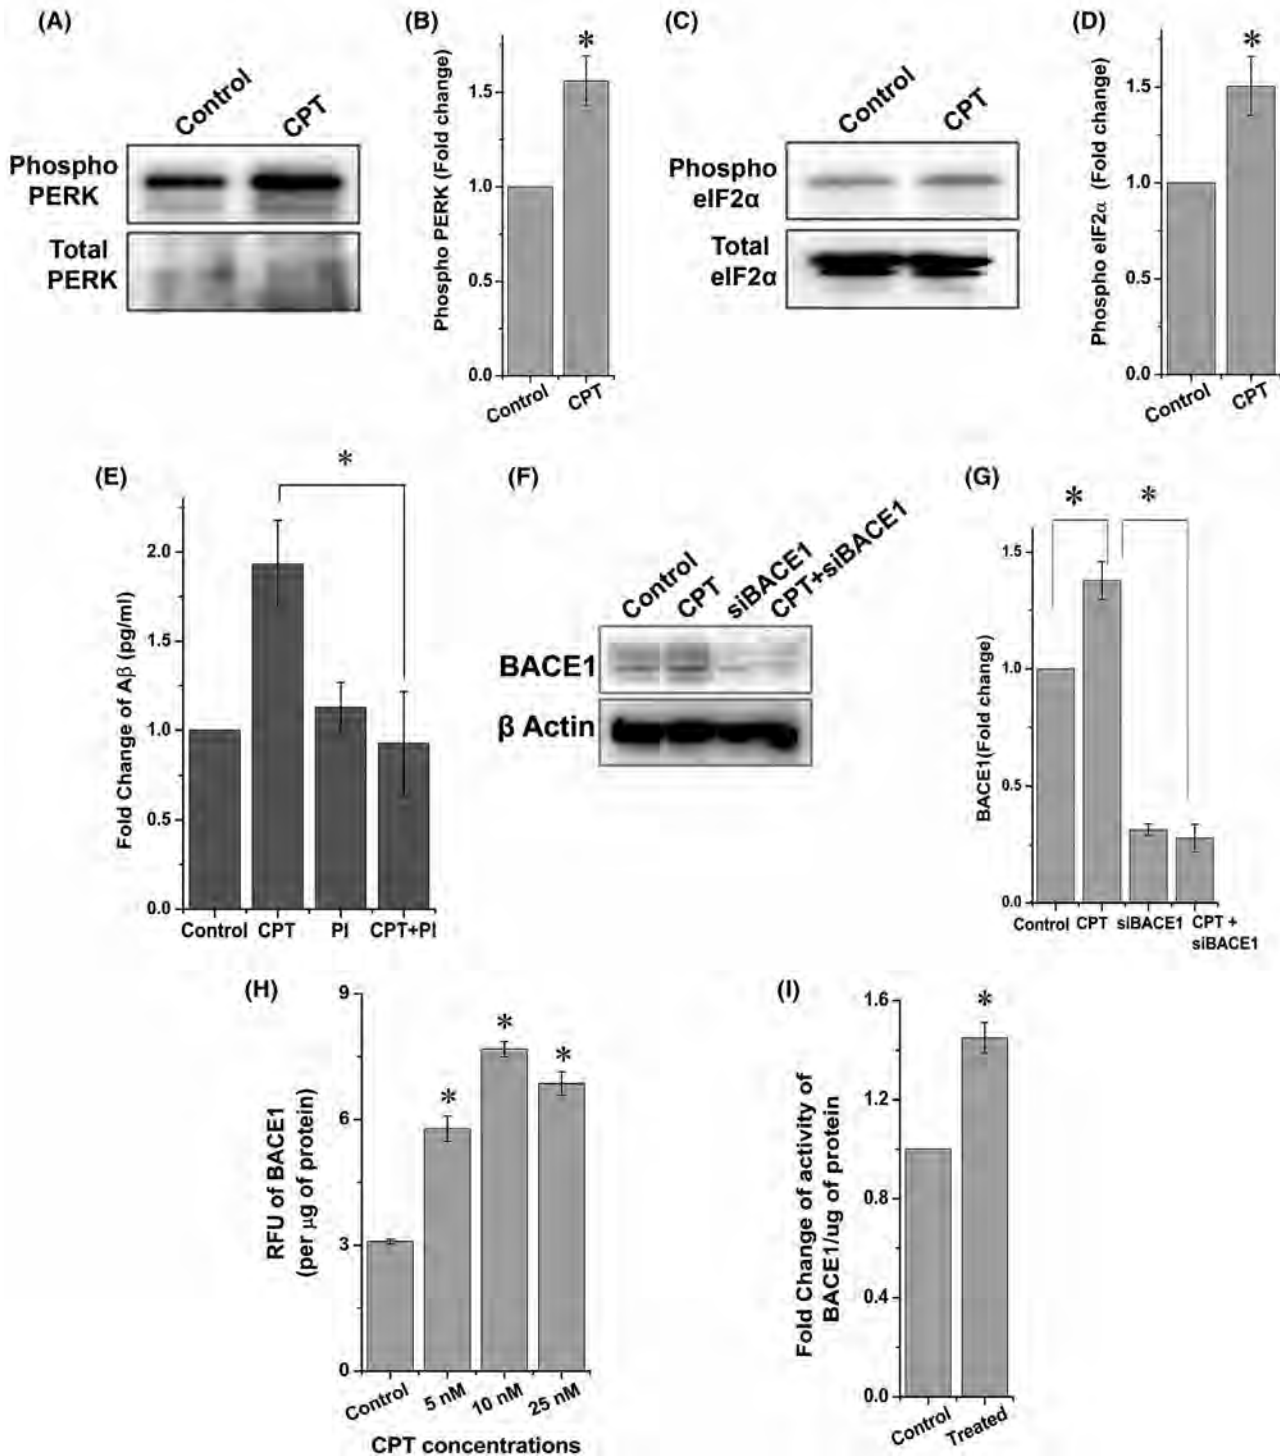 (A)
Control CPT
Phospho
PERK
Total
PERK
(B)
*
Phospho PERK (Fold change)
1.5
1.0
0.5
0.0
Control CPT
(C)
Control CPT
Phospho
eIF2α
Total
eIF2α
(D)
*
Phospho eIF2α (Fold change)
1.5
1.0
0.5
0.0
Control CPT
(E)
*
Fold Change of Aβ (pg/ml)
2.0
1.5
1.0
0.5
0.0
Control CPT PI CPT+PI
(F)
Control CPT siBACE1 CPT+siBACE1
BACE1
β Actin
(G)
* *
BACE1(Fold change)
1.5
1.0
0.5
0.0
Control CPT siBACE1 CPT +
siBACE1
(H)
* * *
RFU of BACE1
(per μg of protein)
9
6
3
0
Control 5 nM 10 nM 25 nM
CPT concentrations
(I)
*
Fold Change of activity of
BACE1/ug of protein
1.6
1.2
0.8
0.4
0.0
Control Treated